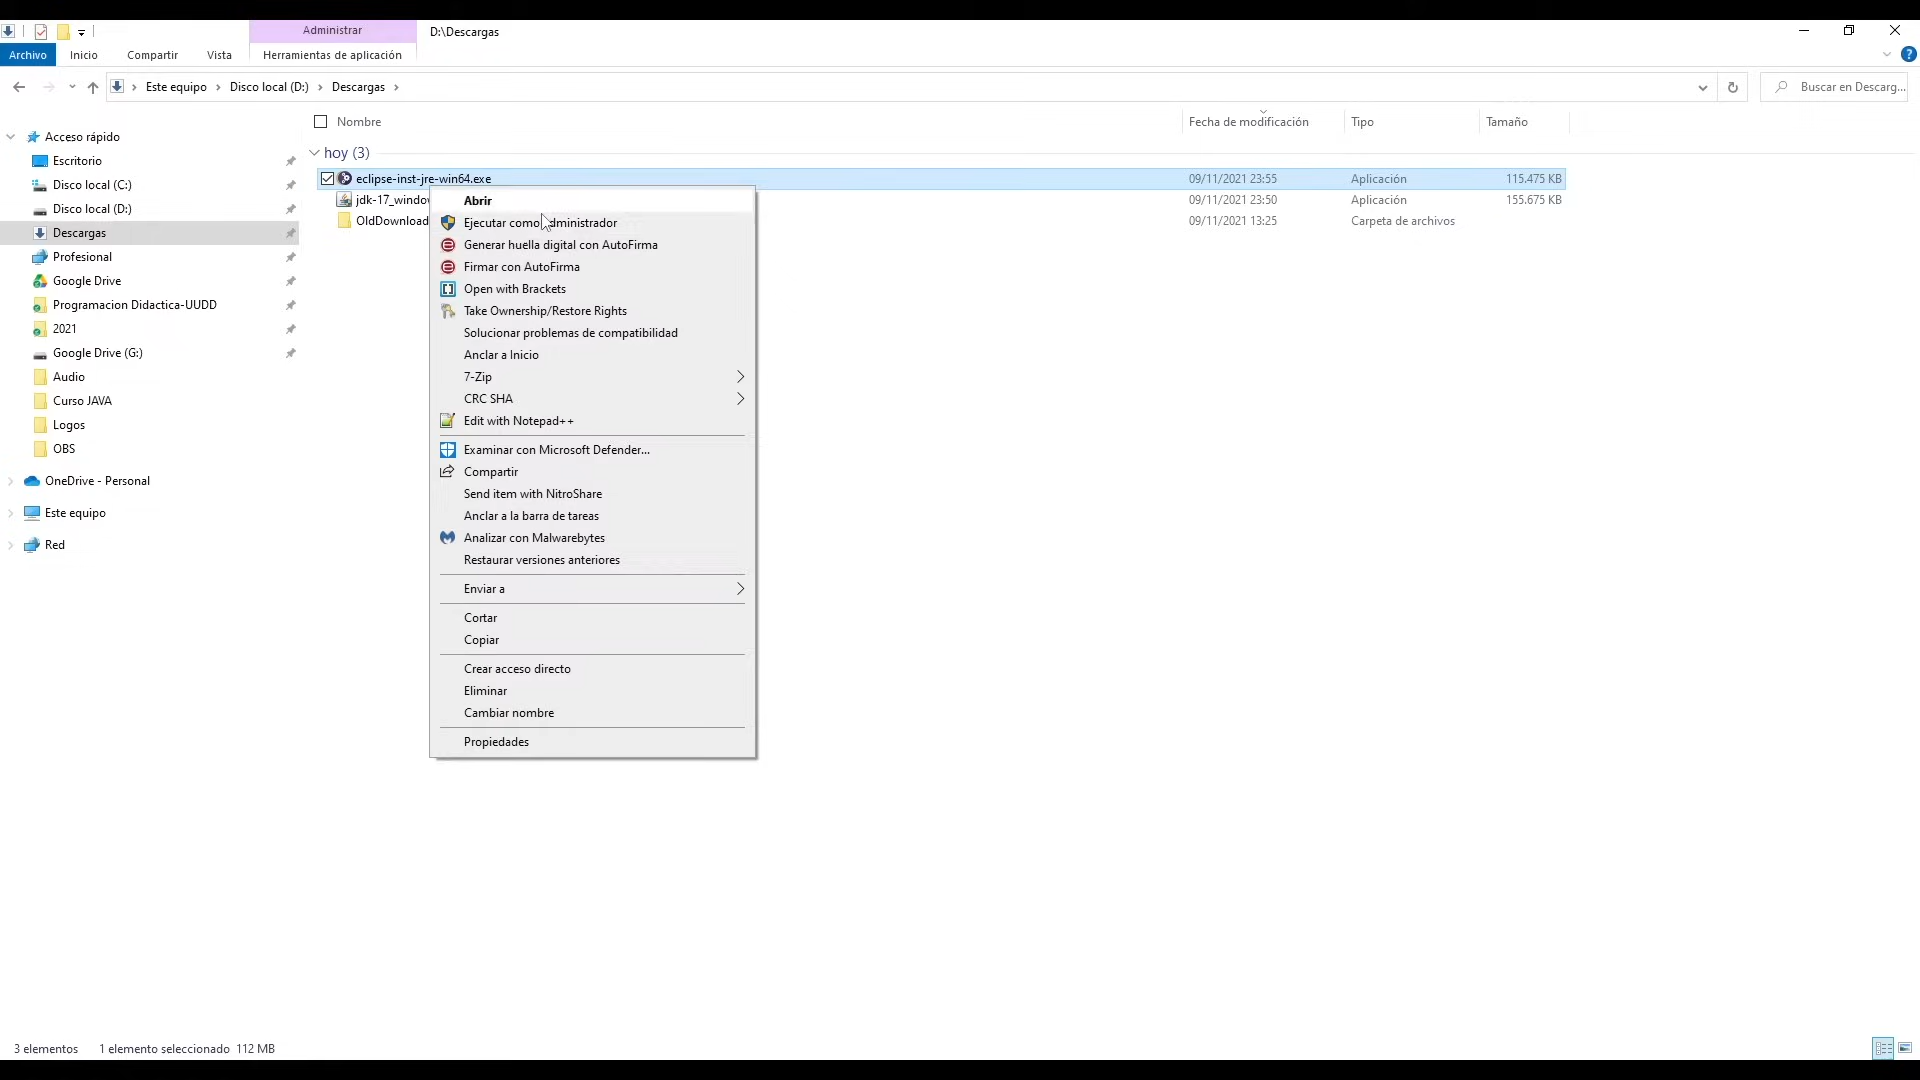 Administrar
D:\Descargas
Archivo
Inicio
Compartir
Vista
Herramientas de aplicación
Este equipo
Disco local (D:)
Descargas
Buscar en Descarg...
Nombre
Fecha de modificación
Tipo
Tamaño
Acceso rápido
Escritorio
Disco local (C:)
Disco local (D:)
Descargas
Profesional
Google Drive
Programacion Didactica-UUDD
2021
Google Drive (G:)
Audio
Curso JAVA
Logos
OBS
OneDrive - Personal
Este equipo
Red
hoy (3)
eclipse-inst-jre-win64.exe 09/11/2021 23:55 Aplicación 115.475 KB
jdk-17_window 09/11/2021 23:50 Aplicación 155.675 KB
OldDownload 09/11/2021 13:25 Carpeta de archivos
Abrir
Ejecutar como administrador
Generar huella digital con AutoFirma
Firmar con AutoFirma
Open with Brackets
Take Ownership/Restore Rights
Solucionar problemas de compatibilidad
Anclar a Inicio
7-Zip
CRC SHA
Edit with Notepad++
Examinar con Microsoft Defender...
Compartir
Send item with NitroShare
Anclar a la barra de tareas
Analizar con Malwarebytes
Restaurar versiones anteriores
Enviar a
Cortar
Copiar
Crear acceso directo
Eliminar
Cambiar nombre
Propiedades
3 elementos
1 elemento seleccionado 112 MB